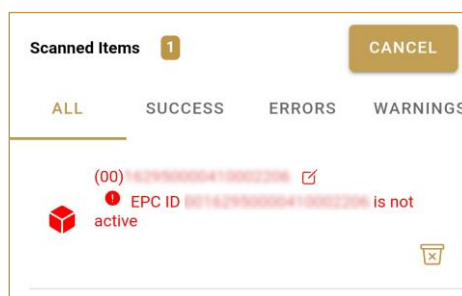 Scanned Items 1 CANCEL
ALL SUCCESS ERRORS WARNINGS
(00)
EPC ID is not
active